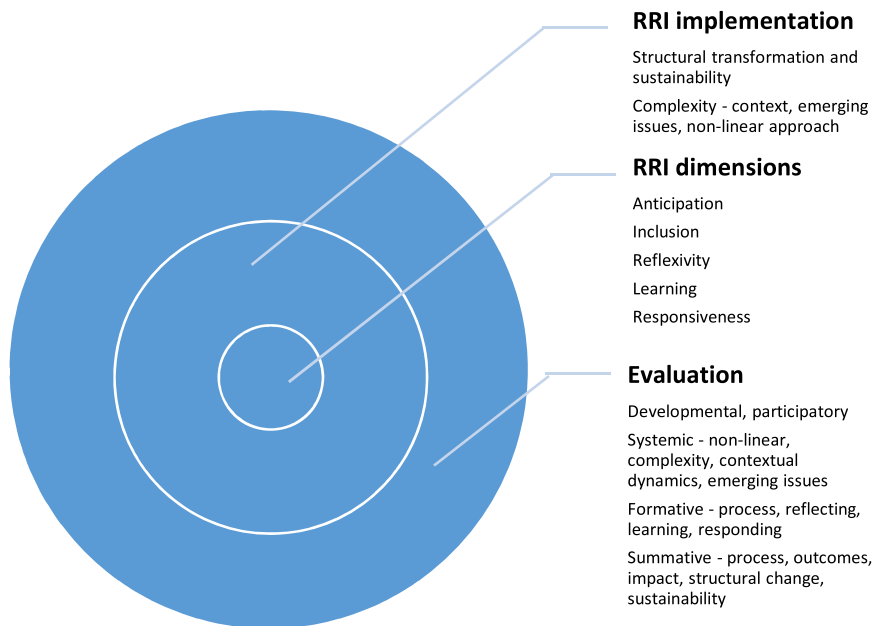 RRI implementation
Structural transformation and
sustainability
Complexity - context, emerging
issues, non-linear approach
RRI dimensions
Anticipation
Inclusion
Reflexivity
Learning
Responsiveness
Evaluation
Developmental, participatory
Systemic - non-linear,
complexity, contextual
dynamics, emerging issues
Formative - process, reflecting,
learning, responding
Summative - process, outcomes,
impact, structural change,
sustainability